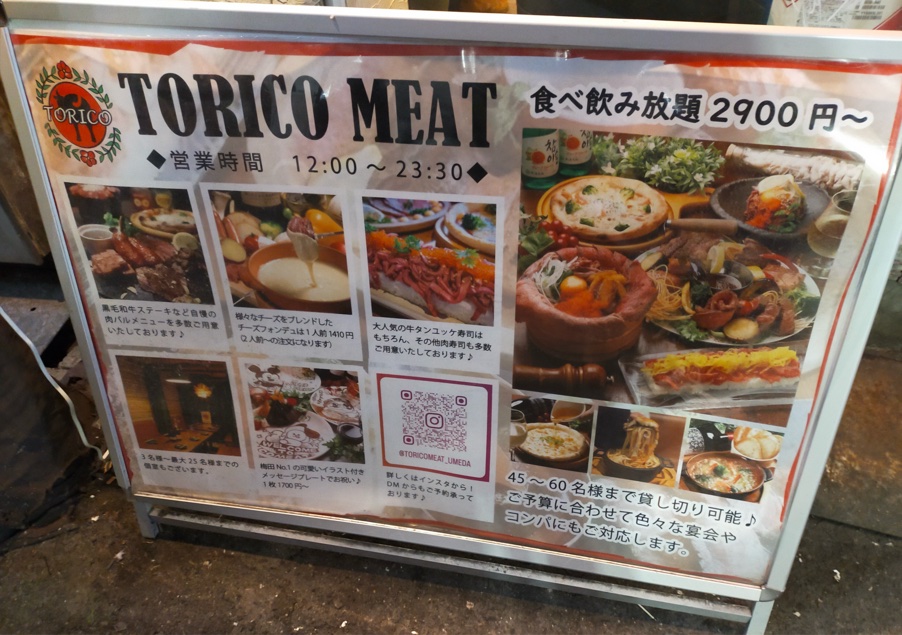 TORICO
TORICO MEAT
◆営業時間 12:00～23:30◆
食べ飲み放題2900円～
黒毛和牛ステーキなど自慢の
肉バルメニューを多数ご用意
いたしております♪
様々なチーズをブレンドした
チーズフォンデュは1人前1410円
(2人前～の注文になります)
大人気の牛タンユッケ寿司は
もちろん、その他肉寿司も多数
ご用意いたしております♪
3名様～最大25名様までの
個室もございます。
梅田No.1の可愛いイラスト付き
メッセージプレートでお祝い♪
1枚1700円～
@TORICOMEAT_UMEDA
詳しくはインスタから!
DMからもご予約承って
おります♪
45～60名様まで貸し切り可能♪
ご予算に合わせて色々な宴会や
コンパにもご対応します。